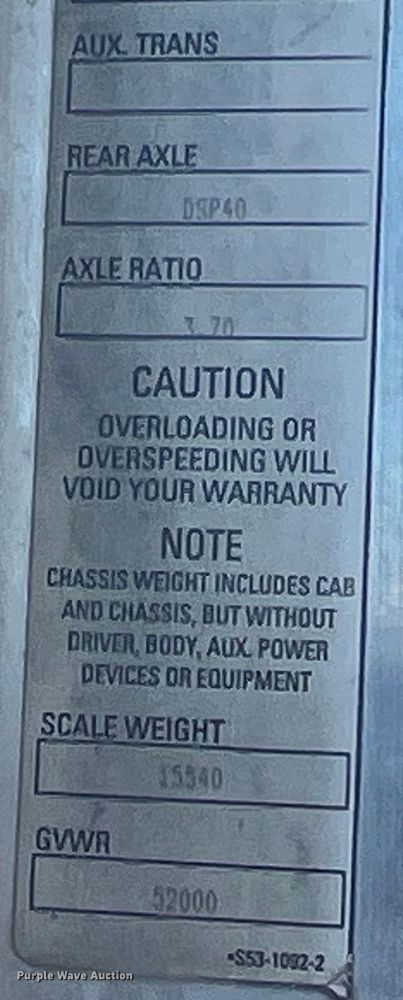 AUX. TRANS
REAR AXLE
DSP40
AXLE RATIO
3.70
CAUTION
OVERLOADING OR
OVERSPEEDING WILL
VOID YOUR WARRANTY
NOTE
CHASSIS WEIGHT INCLUDES CAB
AND CHASSIS, BUT WITHOUT
DRIVER, BODY, AUX. POWER
DEVICES OR EQUIPMENT
SCALE WEIGHT
GVWR
52000
•S53-1092-2
Purple Wave Auction